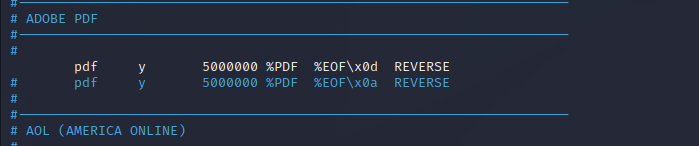 #---------------------------------------------------------------------
# ADOBE PDF
#---------------------------------------------------------------------
#
        pdf     y       5000000 %PDF  %EOF\x0d  REVERSE
#       pdf     y       5000000 %PDF  %EOF\x0a  REVERSE
#
#---------------------------------------------------------------------
# AOL (AMERICA ONLINE)
#